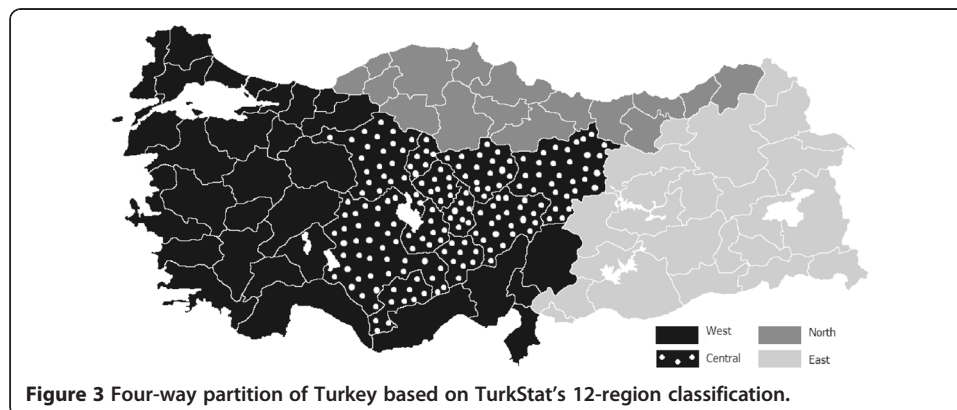 West
North
Central
East
Figure 3 Four-way partition of Turkey based on TurkStat's 12-region classification.